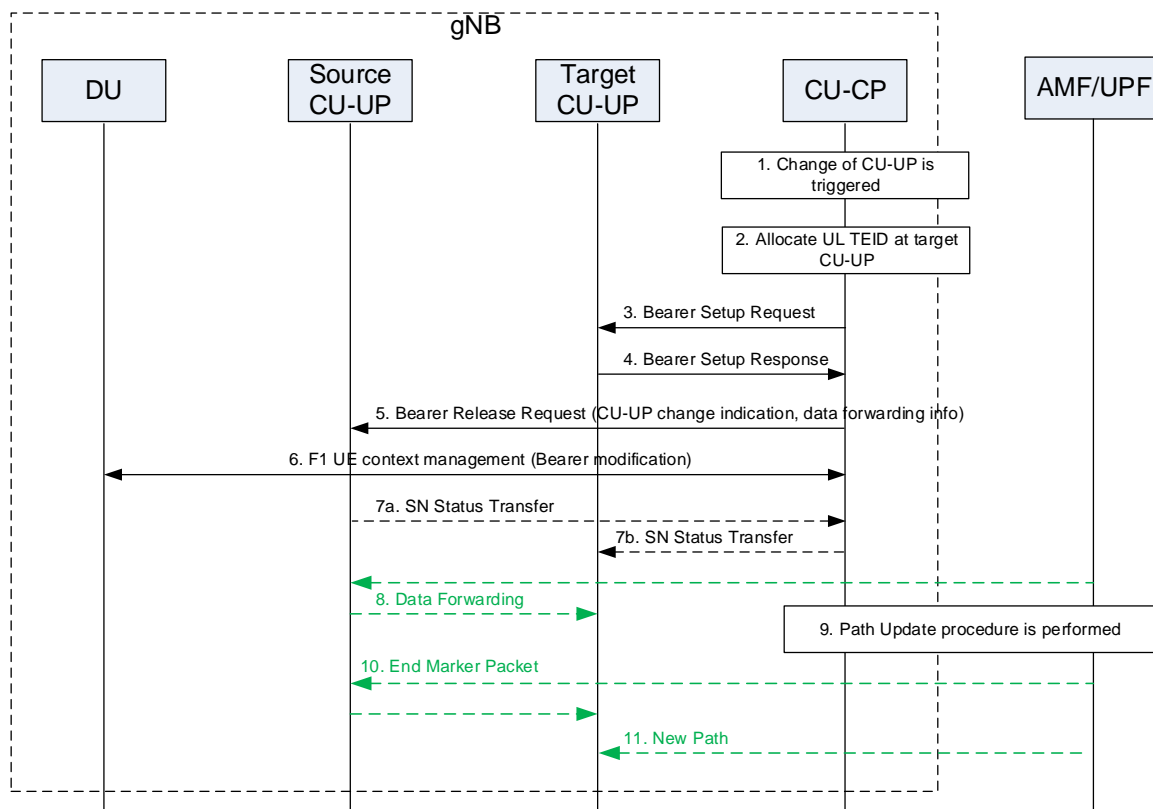 gNB
DU
Source
CU-UP
Target
CU-UP
CU-CP
AMF/UPF
1. Change of CU-UP is
triggered
2. Allocate UL TEID at target
CU-UP
3. Bearer Setup Request
4. Bearer Setup Response
5. Bearer Release Request (CU-UP change indication, data forwarding info)
6. F1 UE context management (Bearer modification)
7a. SN Status Transfer
7b. SN Status Transfer
8. Data Forwarding
9. Path Update procedure is performed
10. End Marker Packet
11. New Path